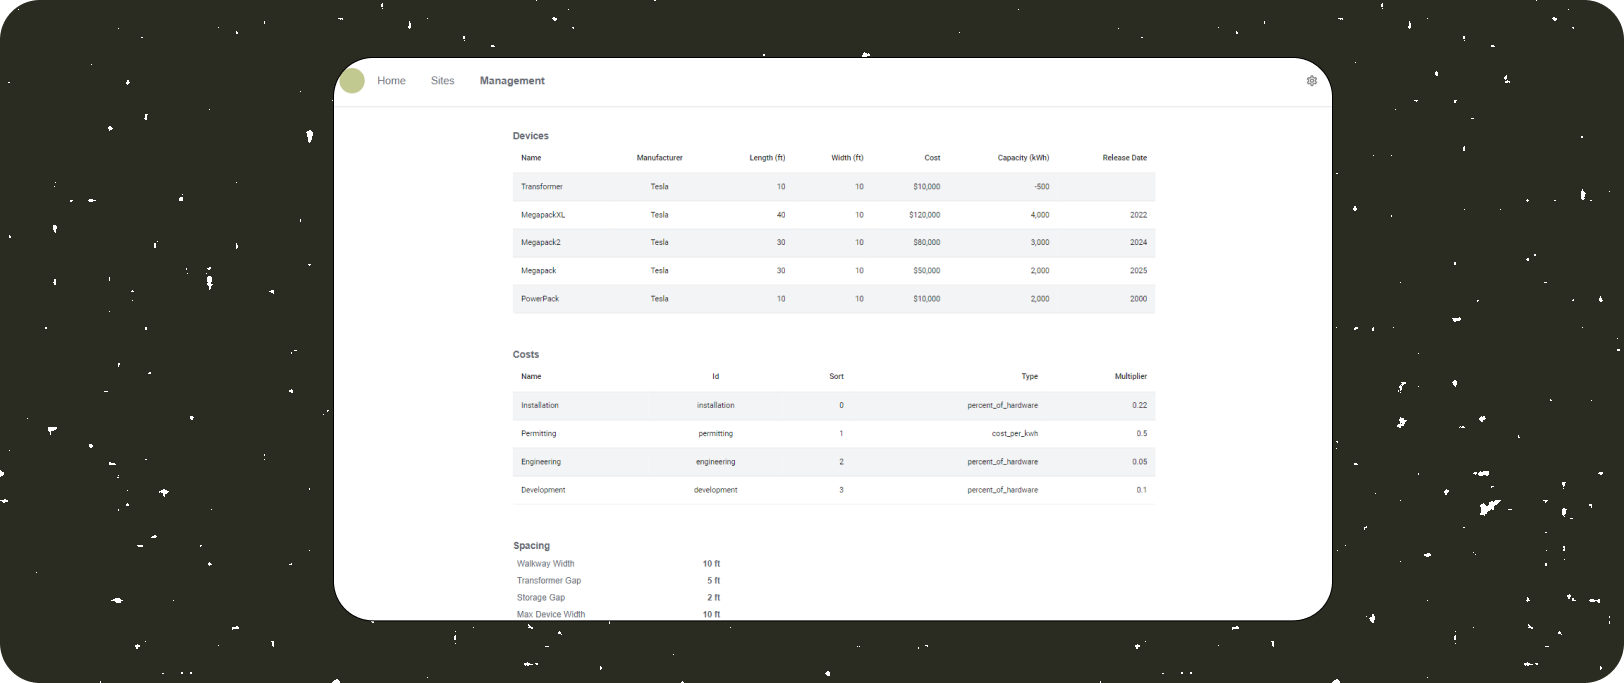 Home Sites Management
Devices
Name Manufacturer Length (ft) Width (ft) Cost Capacity (kWh) Release Date
Transformer Tesla 10 10 $10,000 -500
MegapackXL Tesla 40 10 $120,000 4,000 2022
Megapack2 Tesla 30 10 $80,000 3,000 2024
Megapack Tesla 30 10 $50,000 2,000 2025
PowerPack Tesla 10 10 $10,000 2,000 2000
Costs
Name Id Sort Type Multiplier
Installation installation 0 percent_of_hardware 0.22
Permitting permitting 1 cost_per_kwh 0.5
Engineering engineering 2 percent_of_hardware 0.05
Development development 3 percent_of_hardware 0.1
Spacing
Walkway Width 10 ft
Transformer Gap 5 ft
Storage Gap 2 ft
Max Device Width 10 ft